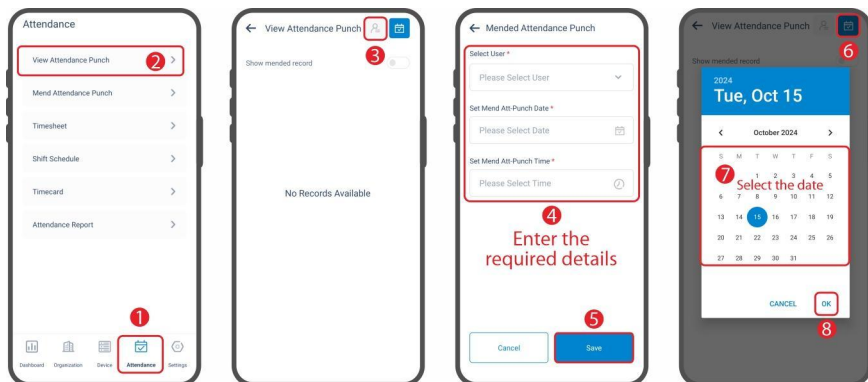 Attendance
View Attendance Punch
2
Mend Attendance Punch
Timesheet
Shift Schedule
Timecard
Attendance Report
1
Dashboard Organization Device Attendance Settings
View Attendance Punch
3
Show mended record
No Records Available
Mended Attendance Punch
Select User *
Please Select User
Set Mend Att-Punch Date *
Please Select Date
Set Mend Att-Punch Time *
Please Select Time
4
Enter the
required details
5
Cancel Save
View Attendance Punch
6
Show mended record
2024
Tue, Oct 15
October 2024
S M T W T F S
7
1 2 3 4 5
Select the date
6 7 8 9 10 11 12
13 14 15 16 17 18 19
20 21 22 23 24 25 26
27 28 29 30 31
CANCEL OK
8